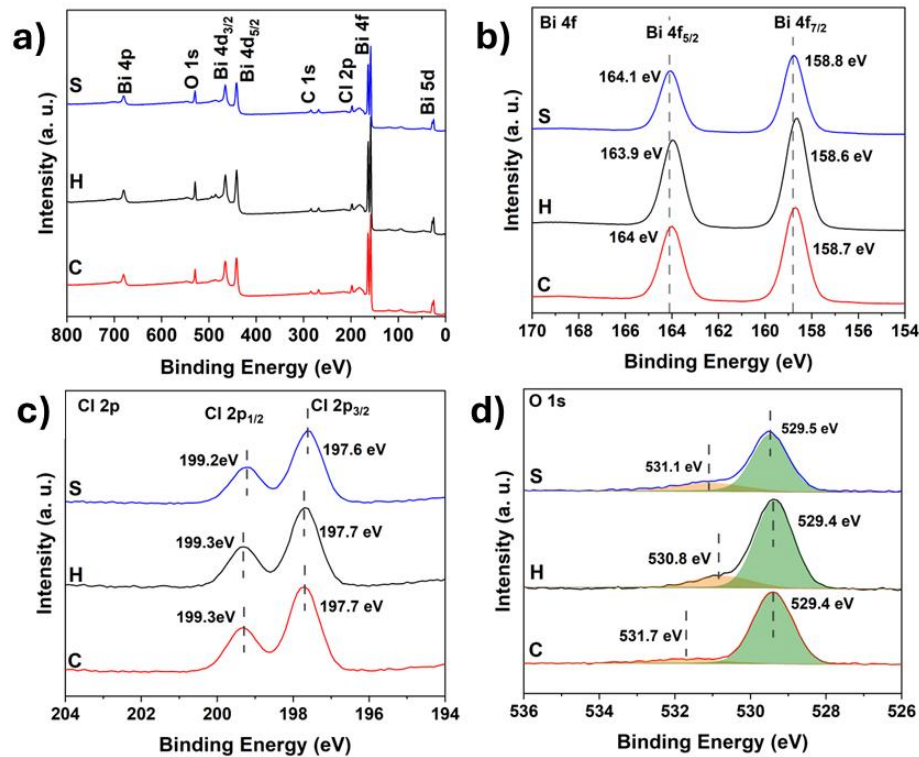 a)
Bi 4p
O 1s
Bi 4d3/2
Bi 4d5/2
C 1s
Cl 2p
Bi 4f
Bi 5d
S
H
C
Intensity (a. u.)
800 700 600 500 400 300 200 100 0
Binding Energy (eV)
b)
Bi 4f
Bi 4f5/2
Bi 4f7/2
164.1 eV
158.8 eV
S
163.9 eV
158.6 eV
H
164 eV
158.7 eV
C
Intensity (a. u.)
170 168 166 164 162 160 158 156 154
Binding Energy (eV)
c)
Cl 2p
Cl 2p1/2
Cl 2p3/2
199.2eV
197.6 eV
S
199.3eV
197.7 eV
H
199.3eV
197.7 eV
C
Intensity (a. u.)
204 202 200 198 196 194
Binding Energy (eV)
d)
O 1s
529.5 eV
531.1 eV
S
529.4 eV
530.8 eV
H
529.4 eV
531.7 eV
C
Intensity (a. u.)
536 534 532 530 528 526
Binding Energy (eV)